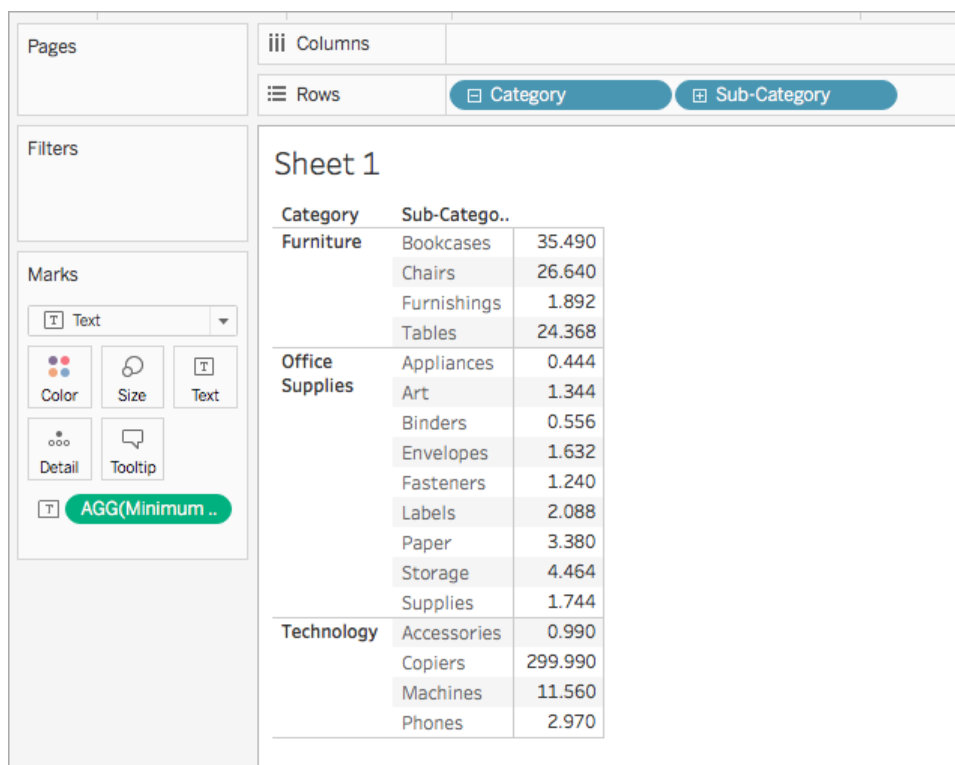 Pages
Columns
Rows
Category Sub-Category
Filters
Marks
Text
Color Size Text
Detail Tooltip
AGG(Minimum ..
Sheet 1
Category Sub-Catego..
Furniture Bookcases 35.490
Chairs 26.640
Furnishings 1.892
Tables 24.368
Office Appliances 0.444
Supplies Art 1.344
Binders 0.556
Envelopes 1.632
Fasteners 1.240
Labels 2.088
Paper 3.380
Storage 4.464
Supplies 1.744
Technology Accessories 0.990
Copiers 299.990
Machines 11.560
Phones 2.970